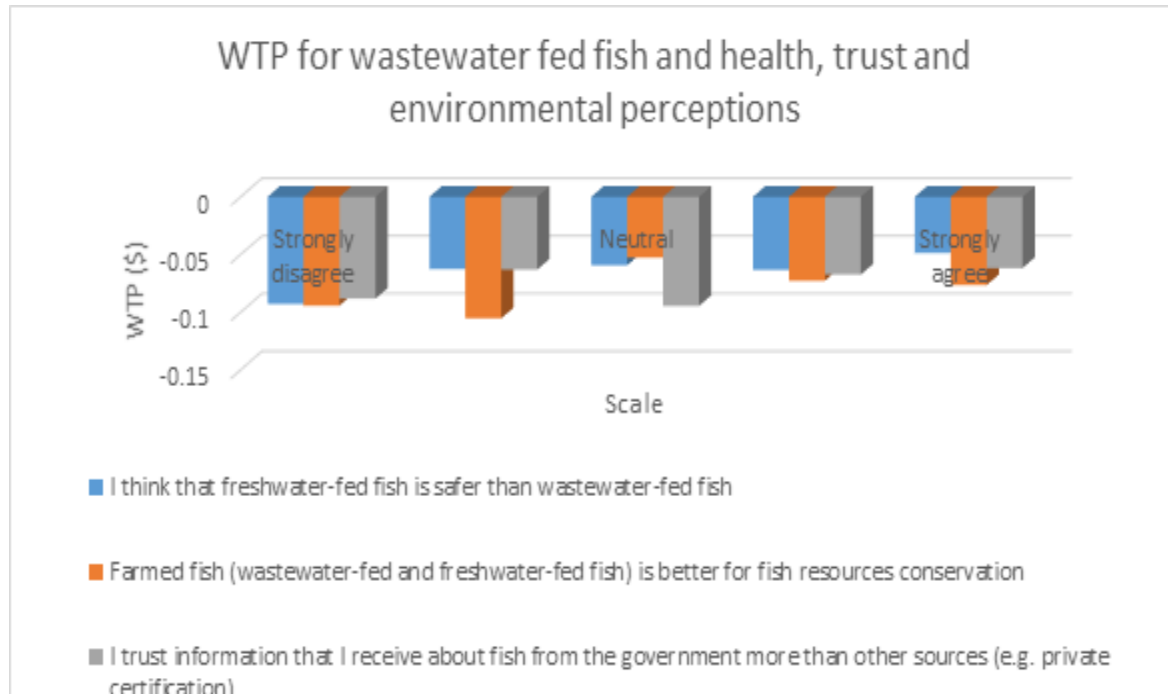 WTP for wastewater fed fish and health, trust and
environmental perceptions
0
-0.05
-0.1
-0.15
WTP ($)
Strongly
disagree
Neutral
Strongly
agree
Scale
I think that freshwater-fed fish is safer than wastewater-fed fish
Farmed fish (wastewater-fed and freshwater-fed fish) is better for fish resources conservation
I trust information that I receive about fish from the government more than other sources (e.g. private
certification)